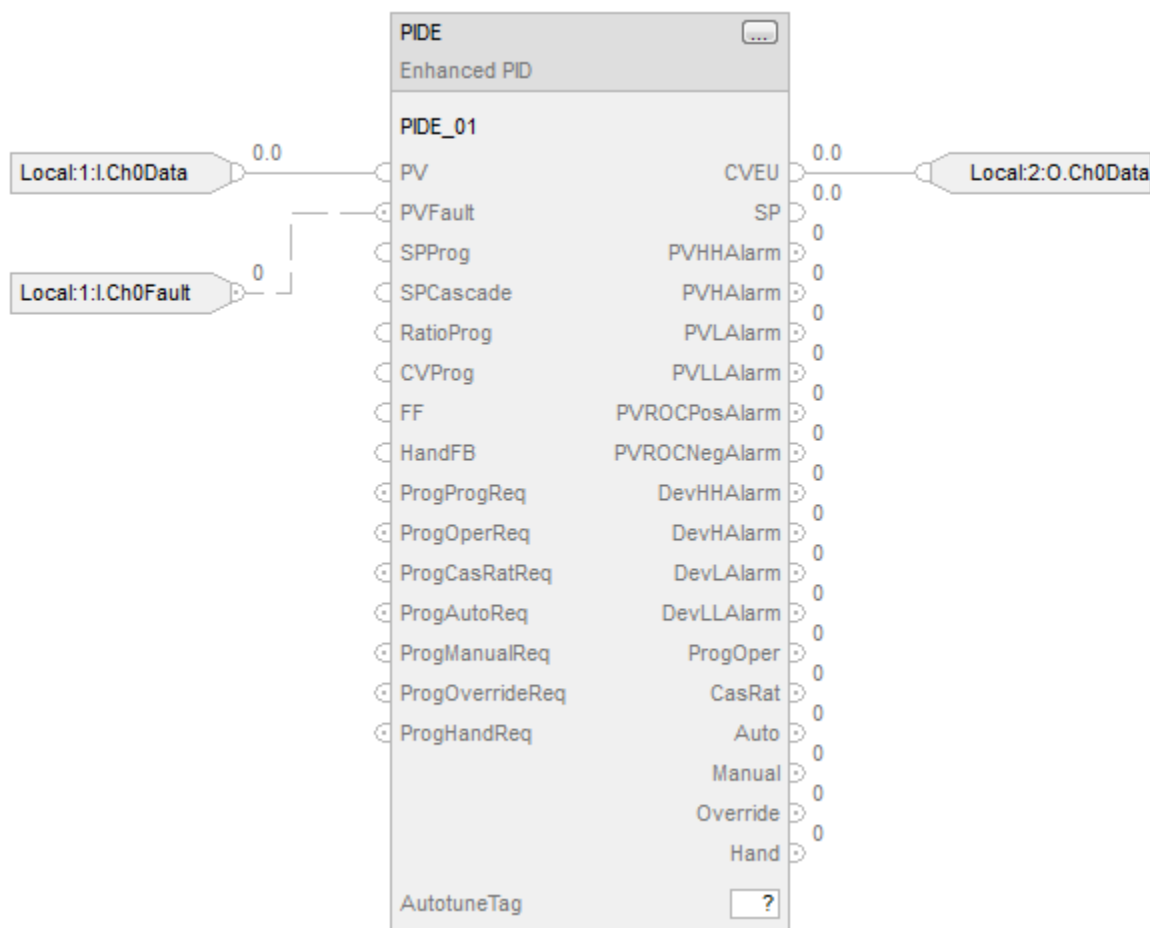 PIDE
...
Enhanced PID
PIDE_01
0.0
0.0
Local:1:I.Ch0Data
PV
CVEU
Local:2:O.Ch0Data
0.0
PVFault
SP
0
SPProg
PVHHAlarm
0
0
Local:1:I.Ch0Fault
SPCascade
PVHAlarm
0
RatioProg
PVLAlarm
0
CVProg
PVLLAlarm
0
FF
PVROCPosAlarm
0
HandFB
PVROCNegAlarm
0
ProgProgReq
DevHHAlarm
0
ProgOperReq
DevHAlarm
0
ProgCasRatReq
DevLAlarm
0
ProgAutoReq
DevLLAlarm
0
ProgManualReq
ProgOper
0
ProgOverrideReq
CasRat
0
ProgHandReq
Auto
0
Manual
0
Override
0
Hand
AutotuneTag
?